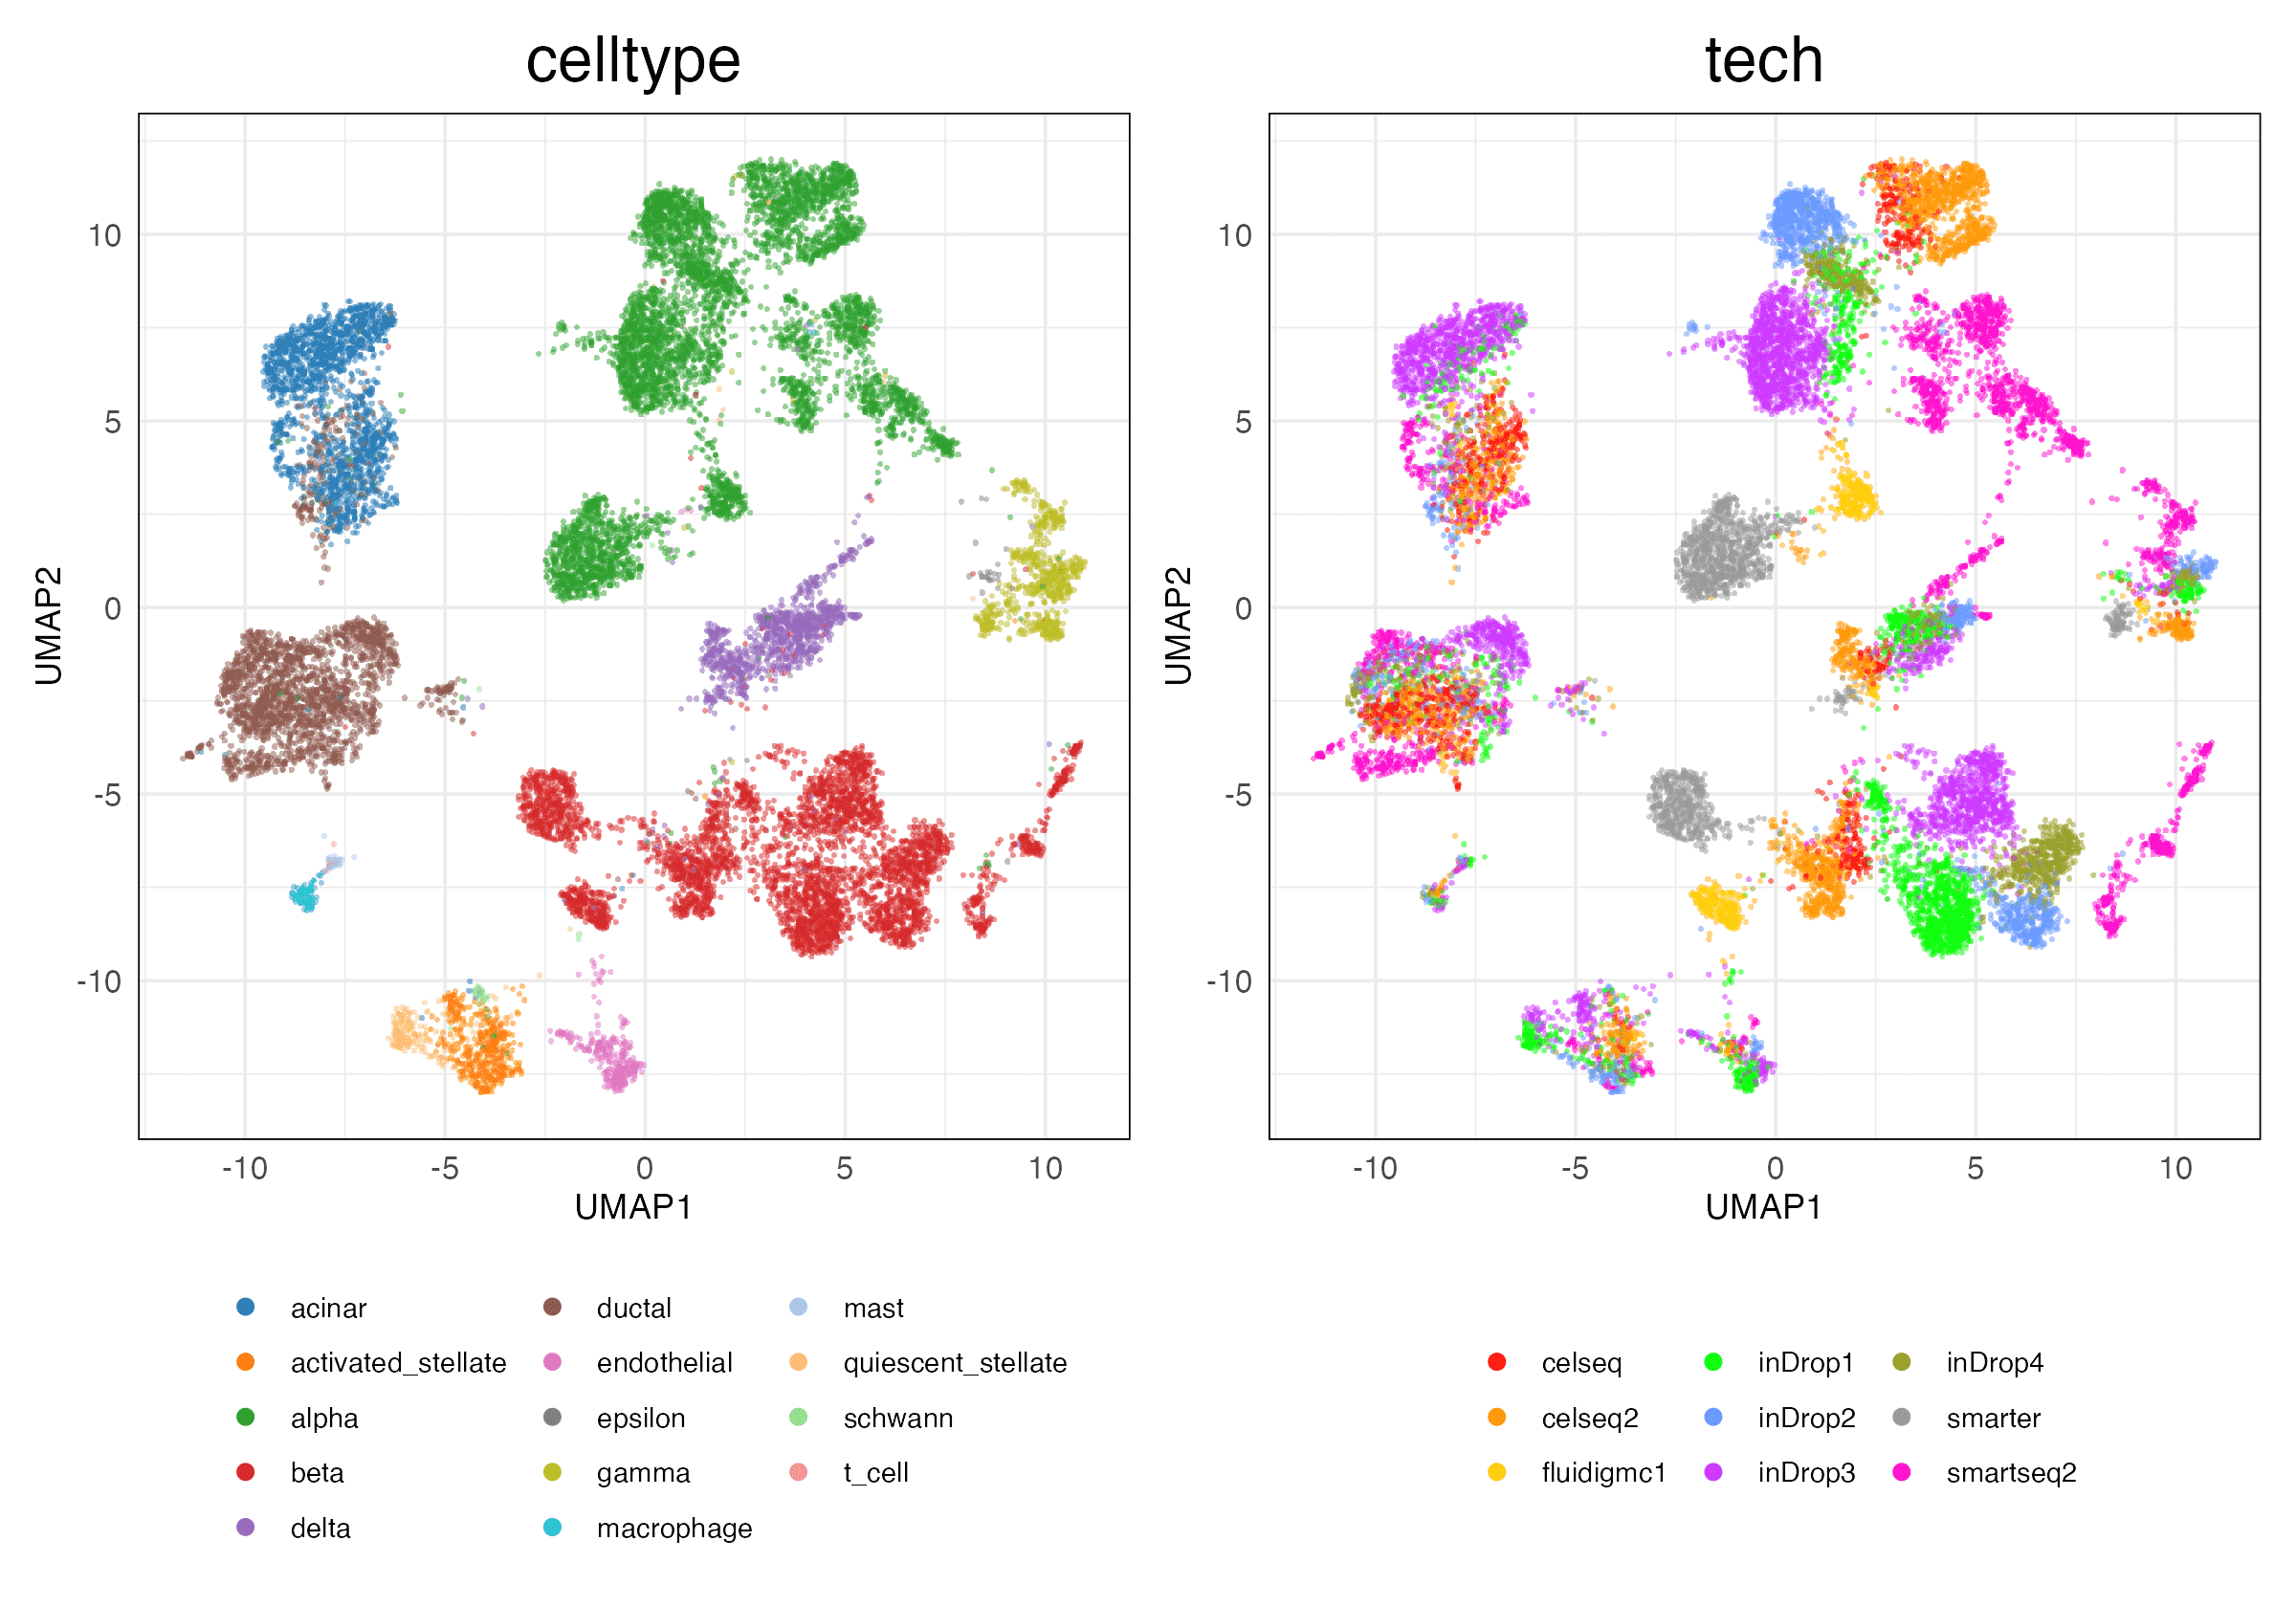 celltype
tech
10
5
0
-5
-10
UMAP2
-10 -5 0 5 10
UMAP1
10
5
0
-5
-10
UMAP2
-10 -5 0 5 10
UMAP1
acinar
activated_stellate
alpha
beta
delta
ductal
endothelial
epsilon
gamma
macrophage
mast
quiescent_stellate
schwann
t_cell
celseq
celseq2
fluidigmc1
inDrop1
inDrop2
inDrop3
inDrop4
smarter
smartseq2